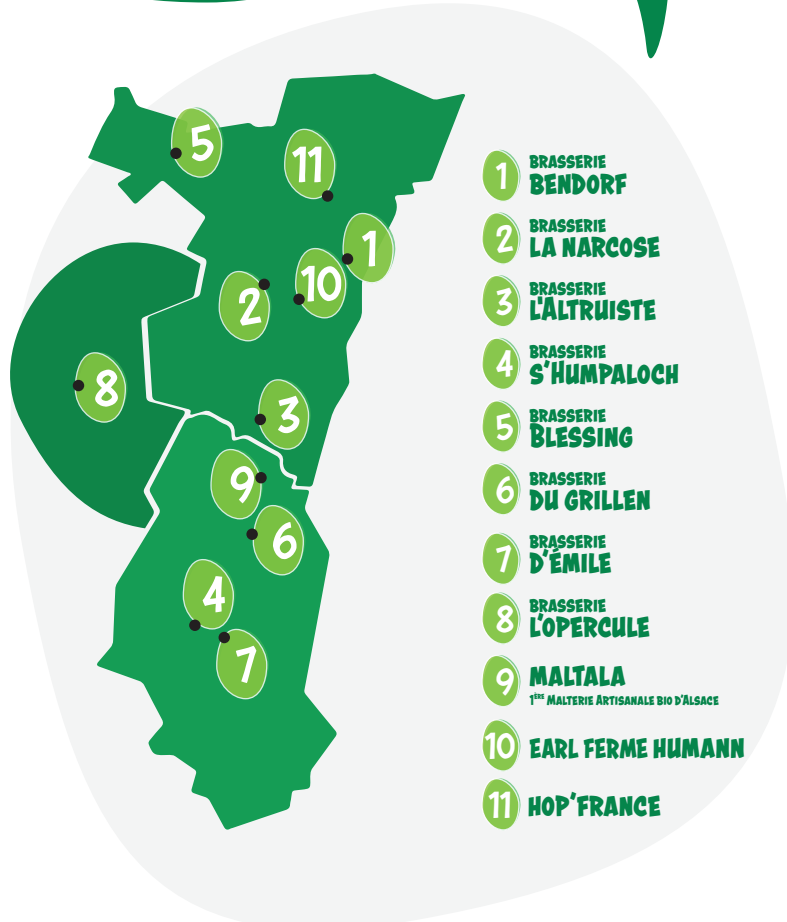 5
11
1
10
2
8
3
9
6
4
7
1 BRASSERIE
BENDORF
2 BRASSERIE
LA NARCOSE
3 BRASSERIE
L'ALTRUISTE
4 BRASSERIE
S'HUMPALOCH
5 BRASSERIE
BLESSING
6 BRASSERIE
DU GRILLEN
7 BRASSERIE
D'ÉMILE
8 BRASSERIE
L'OPERCULE
9 MALTALA
1ÈRE MALTERIE ARTISANALE BIO D'ALSACE
10 EARL FERME HUMANN
11 HOP'FRANCE